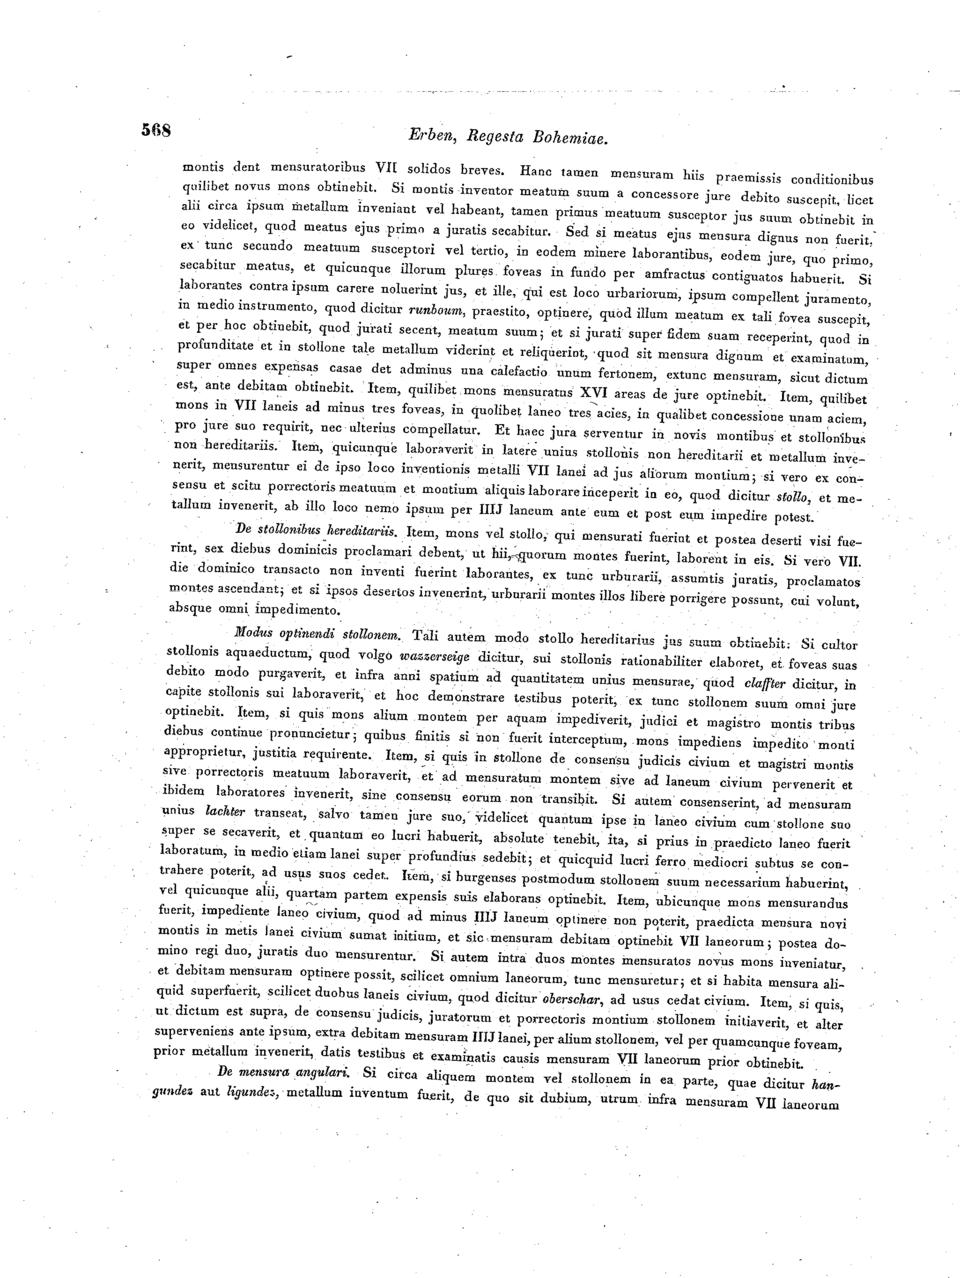 568
Erben, Regesta Bohemiae.
montis dent mensuratoribus VII solidos breves. Hanc tamen mensuram hiis praemissis conditionibus
quilibet novus mons obtinebit. Si montis inventor meatum suum a concessore jure debito suscepit, licet
alii circa ipsum metallum inveniant vel habeant, tamen primus meatuum susceptor jus suum obtinebit in
eo videlicet, quod meatus ejus primo a juratis secabitur. Sed si meatus ejus mensura dignus non fuerit,
ex tunc secundo meatuum susceptori vel tertio, in eodem minere laborantibus, eodem jure, quo primo,
secabitur meatus, et quicunque illorum plures foveas in fundo per amfractus contiguatos habuerit. Si
laborantes contra ipsum carere noluerint jus, et ille, qui est loco urbariorum, ipsum compellent juramento,
in medio instrumento, quod dicitur runboum, praestito, optinere, quod illum meatum ex tali fovea suscepit,
et per hoc obtinebit, quod jurati secent, meatum suum; et si jurati super fidem suam receperint, quod in
profunditate et in stollone tale metallum viderint et reliquerint, quod sit mensura dignum et examinatum,
super omnes expensas casae det adminus una calefactio unum fertonem, extunc mensuram, sicut dictum
est, ante debitam obtinebit. Item, quilibet mons mensuratus XVI areas de jure optinebit. Item, quilibet
mons in VII laneis ad minus tres foveas, in quolibet laneo tres acies, in qualibet concessione unam aciem,
pro jure suo requirit, nec ulterius compellatur. Et haec jura serventur in novis montibus et stollonibus
non hereditariis. Item, quicunque laboraverit in latere unius stollonis non hereditarii et metallum inve-
nerit, mensurentur ei de ipso loco inventionis metalli VII lanei ad jus aliorum montium; si vero ex con-
sensu et scitu porrectoris meatuum et montium aliquis laborare inceperit in eo, quod dicitur stollo, et me-
tallum invenerit, ab illo loco nemo ipsum per IIIJ laneum ante eum et post eum impedire potest.
De stollonibus hereditariis. Item, mons vel stollo, qui mensurati fuerint et postea deserti visi fue-
rint, sex diebus dominicis proclamari debent, ut hii, quorum montes fuerint, laborent in eis. Si vero VII.
die dominico transacto non inventi fuerint laborantes, ex tunc urburarii, assumtis juratis, proclamatos
montes ascendant; et si ipsos desertos invenerint, urburarii montes illos libere porrigere possunt, cui volunt,
absque omni impedimento.
Modus optinendi stollonem. Tali autem modo stollo hereditarius jus suum obtinebit: Si cultor
stollonis aquaeductum, quod volgo wazzerseige dicitur, sui stollonis rationabiliter elaboret, et foveas suas
debito modo purgaverit, et infra anni spatium ad quantitatem unius mensurae, quod claffter dicitur, in
capite stollonis sui laboraverit, et hoc demonstrare testibus poterit, ex tunc stollonem suum omni jure
optinebit. Item, si quis mons alium montem per aquam impediverit, judici et magistro montis tribus
diebus continue pronuncietur; quibus finitis si non fuerit interceptum, mons impediens impedito monti
approprietur, justitia requirente. Item, si quis in stollone de consensu judicis civium et magistri montis
sive porrectoris meatuum laboraverit, et ad mensuratum montem sive ad laneum civium pervenerit et
ibidem laboratores invenerit, sine consensu eorum non transibit. Si autem consenserint, ad mensuram
unius lachter transeat, salvo tamen jure suo, videlicet quantum ipse in laneo civium cum stollone suo
super se secaverit, et quantum eo lucri habuerit, absolute tenebit, ita, si prius in praedicto laneo fuerit
laboratum, in medio etiam lanei super profundius sedebit; et quicquid lucri ferro mediocri subtus se con-
trahere poterit, ad usus suos cedet. Item, si burgenses postmodum stollonem suum necessarium habuerint,
vel quicunque alii, quartam partem expensis suis elaborans optinebit. Item, ubicunque mons mensurandus
fuerit, impediente laneo civium, quod ad minus IIIJ laneum optinere non poterit, praedicta mensura novi
montis in metis lanei civium sumat initium, et sic mensuram debitam optinebit VII laneorum; postea do-
mino regi duo, juratis duo mensurentur. Si autem intra duos montes mensuratos novus mons inveniatur,
et debitam mensuram optinere possit, scilicet omnium laneorum, tunc mensuretur; et si habita mensura ali-
quid superfuerit, scilicet duobus laneis civium, quod dicitur oberschar, ad usus cedat civium. Item, si quis,
ut dictum est supra, de consensu judicis, juratorum et porrectoris montium stollonem initiaverit, et alter
superveniens ante ipsum, extra debitam mensuram IIIJ lanei, per alium stollonem, vel per quamcunque foveam,
prior metallum invenerit, datis testibus et examinatis causis mensuram VII laneorum prior obtinebit.
De mensura angulari. Si circa aliquem montem vel stollonem in ea parte, quae dicitur han-
gundez aut ligundez, metallum inventum fuerit, de quo sit dubium, utrum infra mensuram VII laneorum